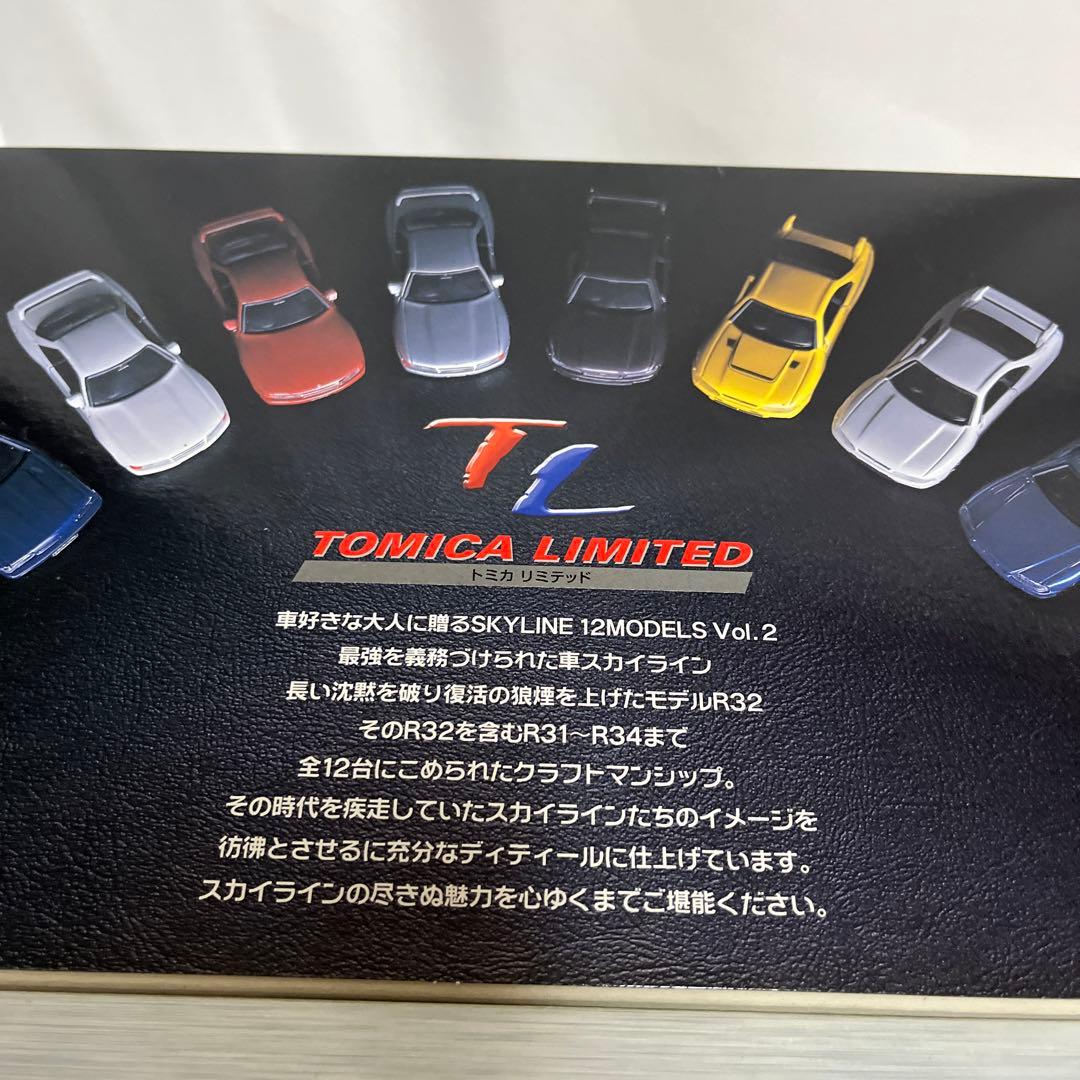 TL
TOMICA LIMITED
トミカ リミテッド
車好きな大人に贈るSKYLINE 12MODELS Vol.2
最強を義務づけられた車スカイライン
長い沈黙を破り復活の狼煙を上げたモデルR32
そのR32を含むR31〜R34まで
全12台にこめられたクラフトマンシップ。
その時代を疾走していたスカイラインたちのイメージを
彷彿とさせるに充分なディティールに仕上げています。
スカイラインの尽きぬ魅力を心ゆくまでご堪能ください。